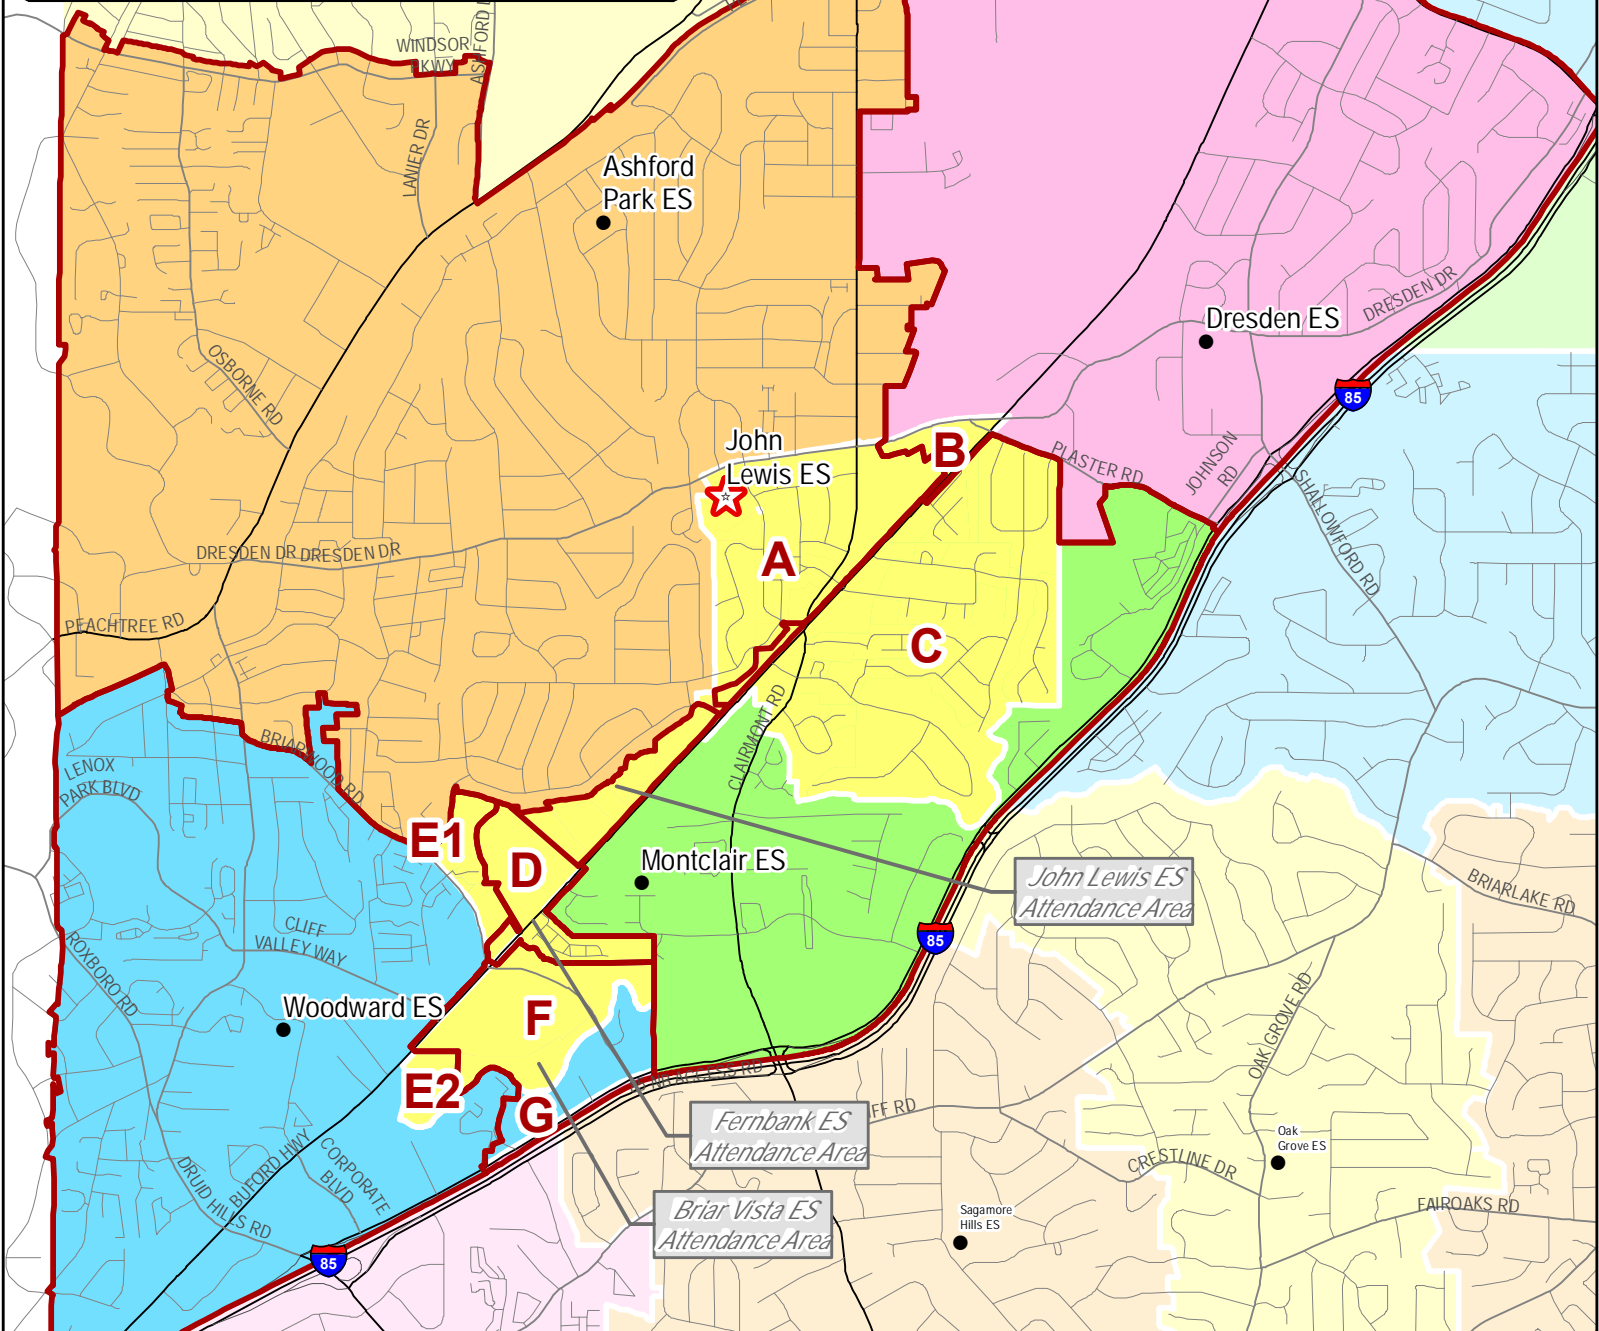 WINDSOR
PKWY
ASHFORD D
LANIER DR
Ashford
Park ES
OSBORNE RD
Dresden ES
DRESDEN DR
85
John
Lewis ES
B
PLASTER RD
JOHNSON
RD
SHALLOWFORD RD
DRESDEN DR
DRESDEN DR
A
PEACHTREE RD
C
CLAIRMONT RD
BRIARWOOD RD
LENOX
PARK BLVD
E1
D
Montclair ES
John Lewis ES
Attendance Area
BRIARLAKE RD
CLIFF
VALLEY WAY
85
ROXBORO RD
Woodward ES
F
OAK GROVE RD
E2
G
ACCESS RD
IFF RD
Fernbank ES
Attendance Area
Oak
Grove ES
CRESTLINE DR
BUFORD HWY
CORPORATE
BLVD
DRUID HILLS RD
Briar Vista ES
Attendance Area
Sagamore
Hills ES
FAIROAKS RD
85